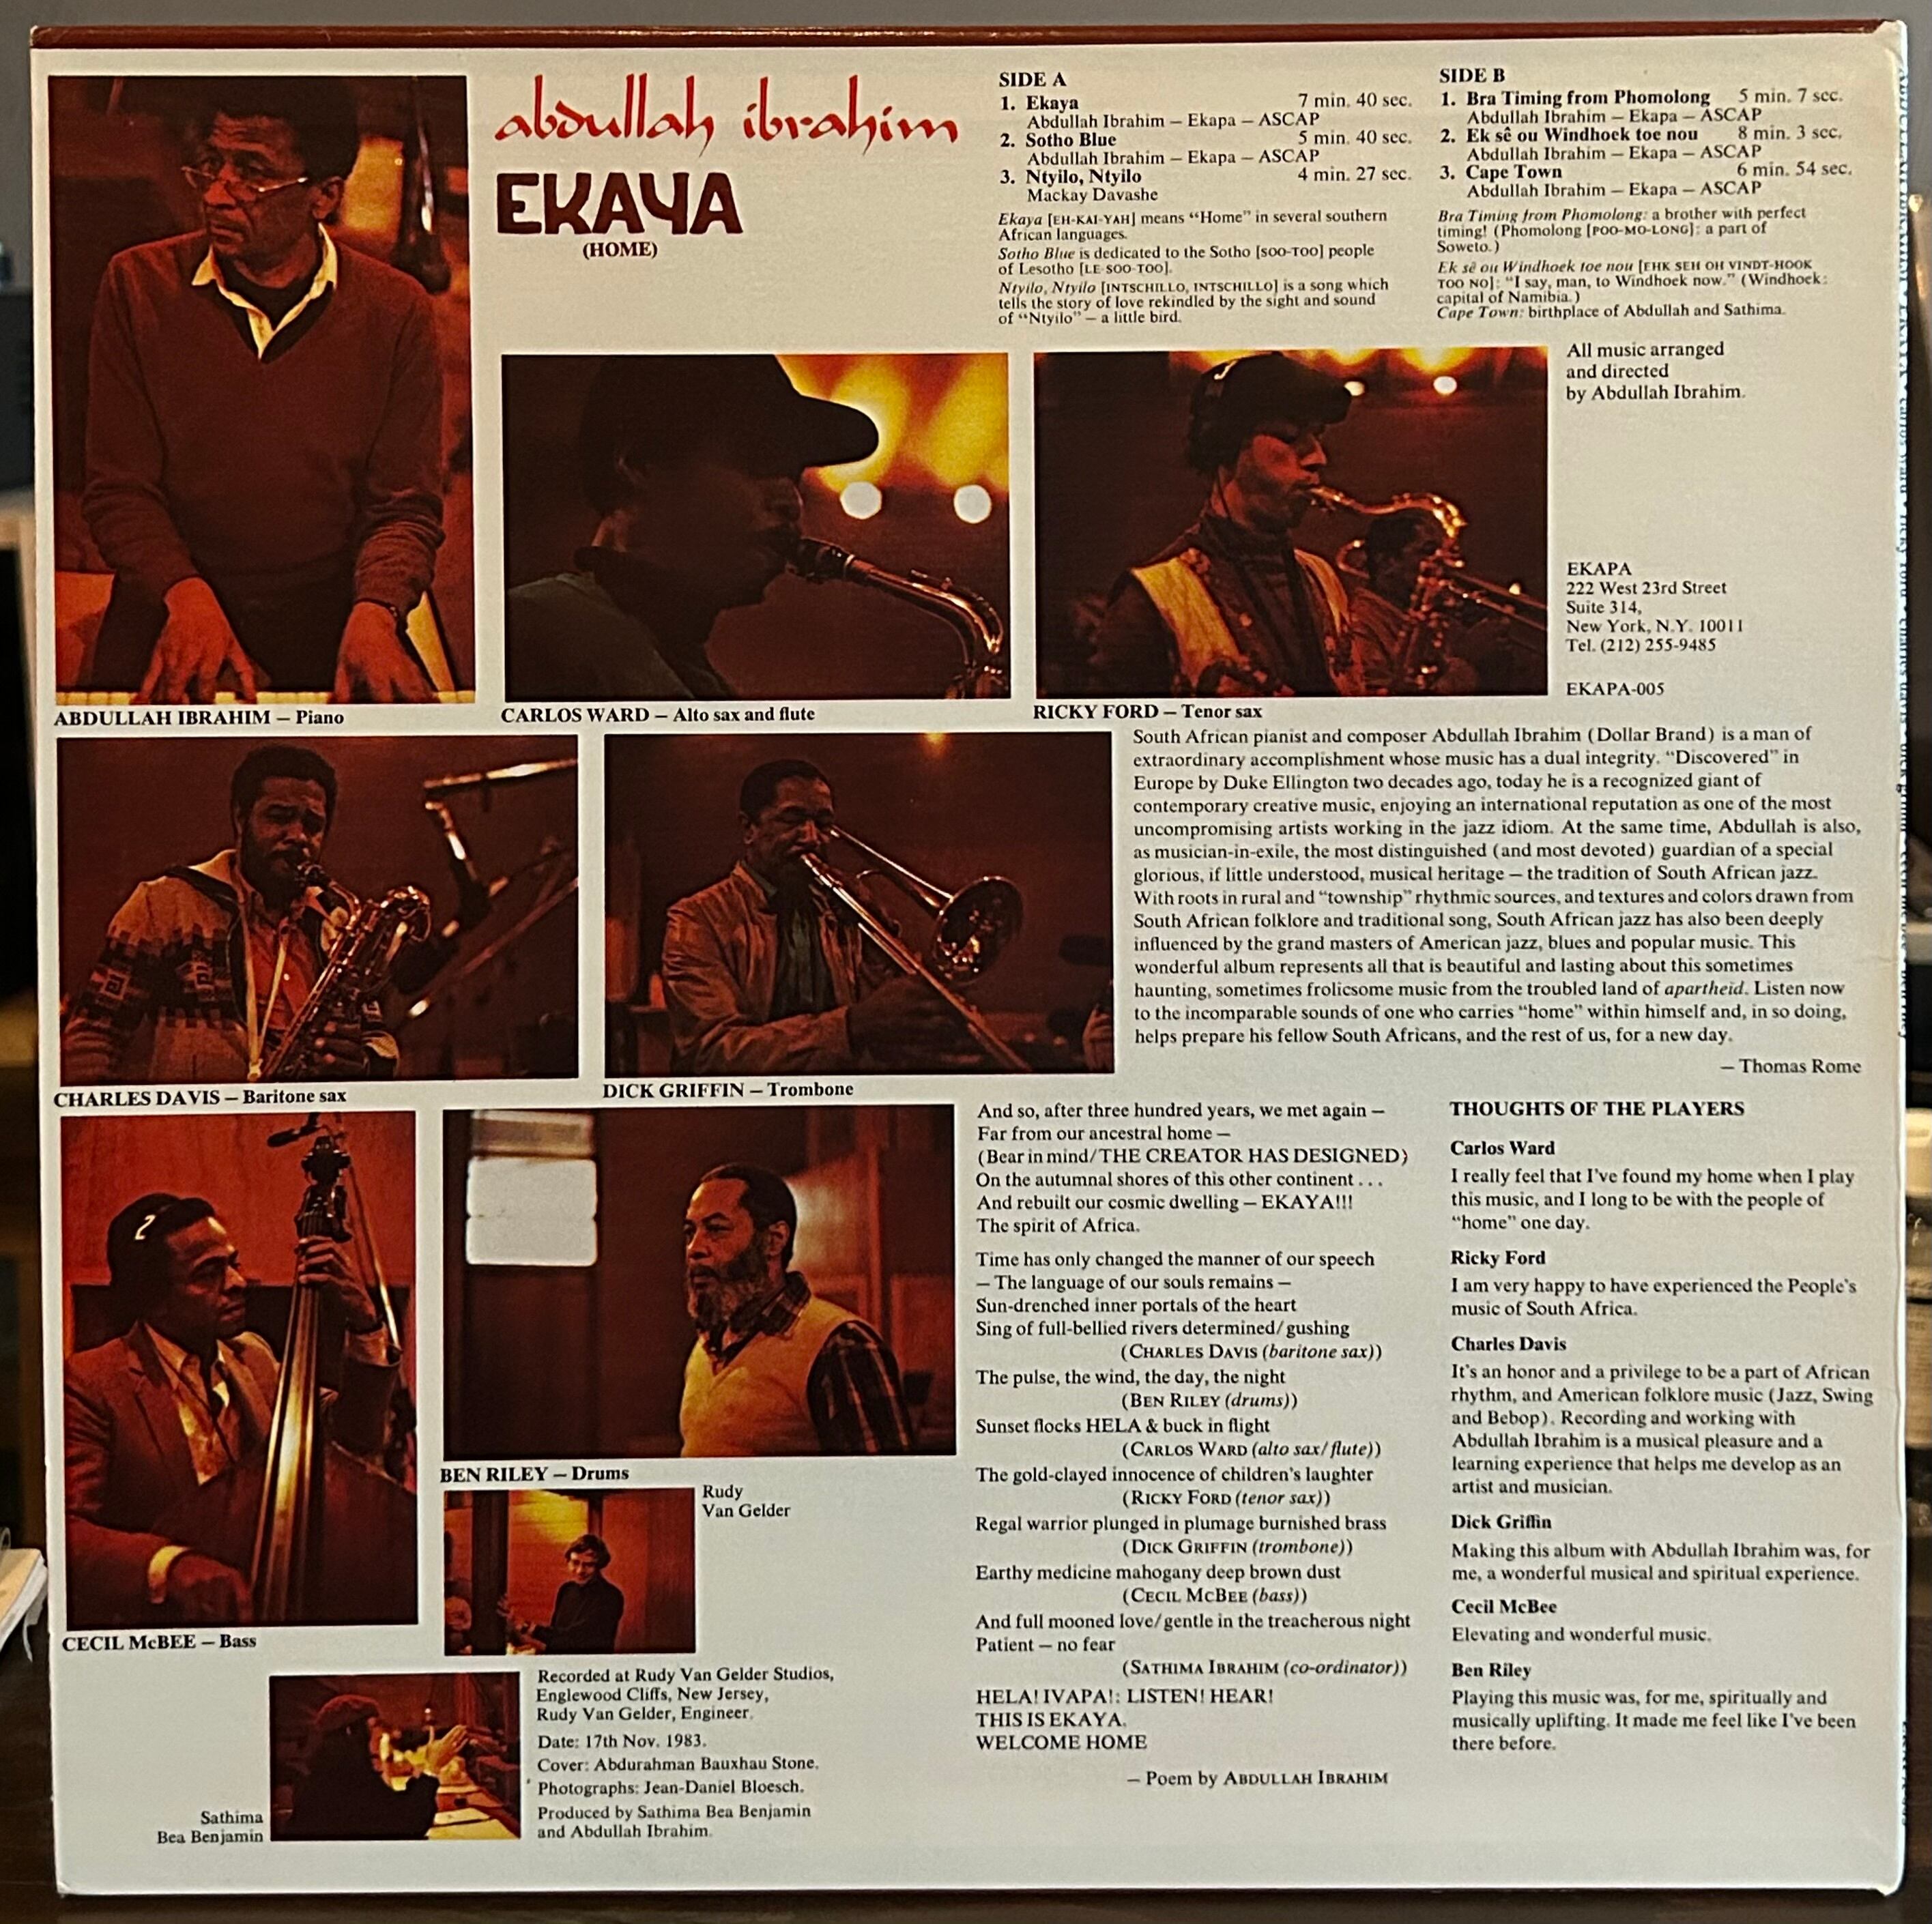 abdullah ibrahim
EKAYA
(HOME)
SIDE A
1. Ekaya 7 min. 40 sec.
Abdullah Ibrahim – Ekapa – ASCAP
2. Sotho Blue 5 min. 40 sec.
Abdullah Ibrahim – Ekapa – ASCAP
3. Ntyilo, Ntyilo 4 min. 27 sec.
Mackay Davashe
Ekaya [EH-KAI-YAH] means “Home” in several southern
African languages.
Sotho Blue is dedicated to the Sotho [SOO-TOO] people
of Lesotho [LE-SOO-TOO].
Ntyilo, Ntyilo [INTSCHILLO, INTSCHILLO] is a song which
tells the story of love rekindled by the sight and sound
of “Ntyilo” – a little bird.
SIDE B
1. Bra Timing from Phomolong 5 min. 7 sec.
Abdullah Ibrahim – Ekapa – ASCAP
2. Ek sê ou Windhoek toe nou 8 min. 3 sec.
Abdullah Ibrahim – Ekapa – ASCAP
3. Cape Town 6 min. 54 sec.
Abdullah Ibrahim – Ekapa – ASCAP
Bra Timing from Phomolong: a brother with perfect
timing! (Phomolong [POO-MO-LONG]: a part of
Soweto.)
Ek sê ou Windhoek toe nou [EHK SEH OH VINDT-HOOK
TOO NO]: “I say, man, to Windhoek now.” (Windhoek:
capital of Namibia.)
Cape Town: birthplace of Abdullah and Sathima.
All music arranged
and directed
by Abdullah Ibrahim.
EKAPA
222 West 23rd Street
Suite 314,
New York, N.Y. 10011
Tel. (212) 255-9485
EKAPA-005
ABDULLAH IBRAHIM – Piano
CARLOS WARD – Alto sax and flute
RICKY FORD – Tenor sax
South African pianist and composer Abdullah Ibrahim (Dollar Brand) is a man of
extraordinary accomplishment whose music has a dual integrity. “Discovered” in
Europe by Duke Ellington two decades ago, today he is a recognized giant of
contemporary creative music, enjoying an international reputation as one of the most
uncompromising artists working in the jazz idiom. At the same time, Abdullah is also,
as musician-in-exile, the most distinguished (and most devoted) guardian of a special
glorious, if little understood, musical heritage – the tradition of South African jazz.
With roots in rural and “township” rhythmic sources, and textures and colors drawn from
South African folklore and traditional song, South African jazz has also been deeply
influenced by the grand masters of American jazz, blues and popular music. This
wonderful album represents all that is beautiful and lasting about this sometimes
haunting, sometimes frolicsome music from the troubled land of apartheid. Listen now
to the incomparable sounds of one who carries “home” within himself and, in so doing,
helps prepare his fellow South Africans, and the rest of us, for a new day.
– Thomas Rome
CHARLES DAVIS – Baritone sax
DICK GRIFFIN – Trombone
CECIL McBEE – Bass
BEN RILEY – Drums
Rudy
Van Gelder
Sathima
Bea Benjamin
Recorded at Rudy Van Gelder Studios,
Englewood Cliffs, New Jersey,
Rudy Van Gelder, Engineer.
Date: 17th Nov. 1983.
Cover: Abdurahman Bauxhau Stone.
Photographs: Jean-Daniel Bloesch.
Produced by Sathima Bea Benjamin
and Abdullah Ibrahim.
And so, after three hundred years, we met again –
Far from our ancestral home –
(Bear in mind/THE CREATOR HAS DESIGNED)
On the autumnal shores of this other continent . . .
And rebuilt our cosmic dwelling – EKAYA!!!
The spirit of Africa.
Time has only changed the manner of our speech
– The language of our souls remains –
Sun-drenched inner portals of the heart
Sing of full-bellied rivers determined/gushing
(CHARLES DAVIS (baritone sax))
The pulse, the wind, the day, the night
(BEN RILEY (drums))
Sunset flocks HELA & buck in flight
(CARLOS WARD (alto sax/flute))
The gold-clayed innocence of children's laughter
(RICKY FORD (tenor sax))
Regal warrior plunged in plumage burnished brass
(DICK GRIFFIN (trombone))
Earthy medicine mahogany deep brown dust
(CECIL MCBEE (bass))
And full mooned love/gentle in the treacherous night
Patient – no fear
(SATHIMA IBRAHIM (co-ordinator))
HELA! IVAPA!: LISTEN! HEAR!
THIS IS EKAYA.
WELCOME HOME
– Poem by ABDULLAH IBRAHIM
THOUGHTS OF THE PLAYERS
Carlos Ward
I really feel that I've found my home when I play
this music, and I long to be with the people of
“home” one day.
Ricky Ford
I am very happy to have experienced the People's
music of South Africa.
Charles Davis
It's an honor and a privilege to be a part of African
rhythm, and American folklore music (Jazz, Swing
and Bebop). Recording and working with
Abdullah Ibrahim is a musical pleasure and a
learning experience that helps me develop as an
artist and musician.
Dick Griffin
Making this album with Abdullah Ibrahim was, for
me, a wonderful musical and spiritual experience.
Cecil McBee
Elevating and wonderful music.
Ben Riley
Playing this music was, for me, spiritually and
musically uplifting. It made me feel like I've been
there before.